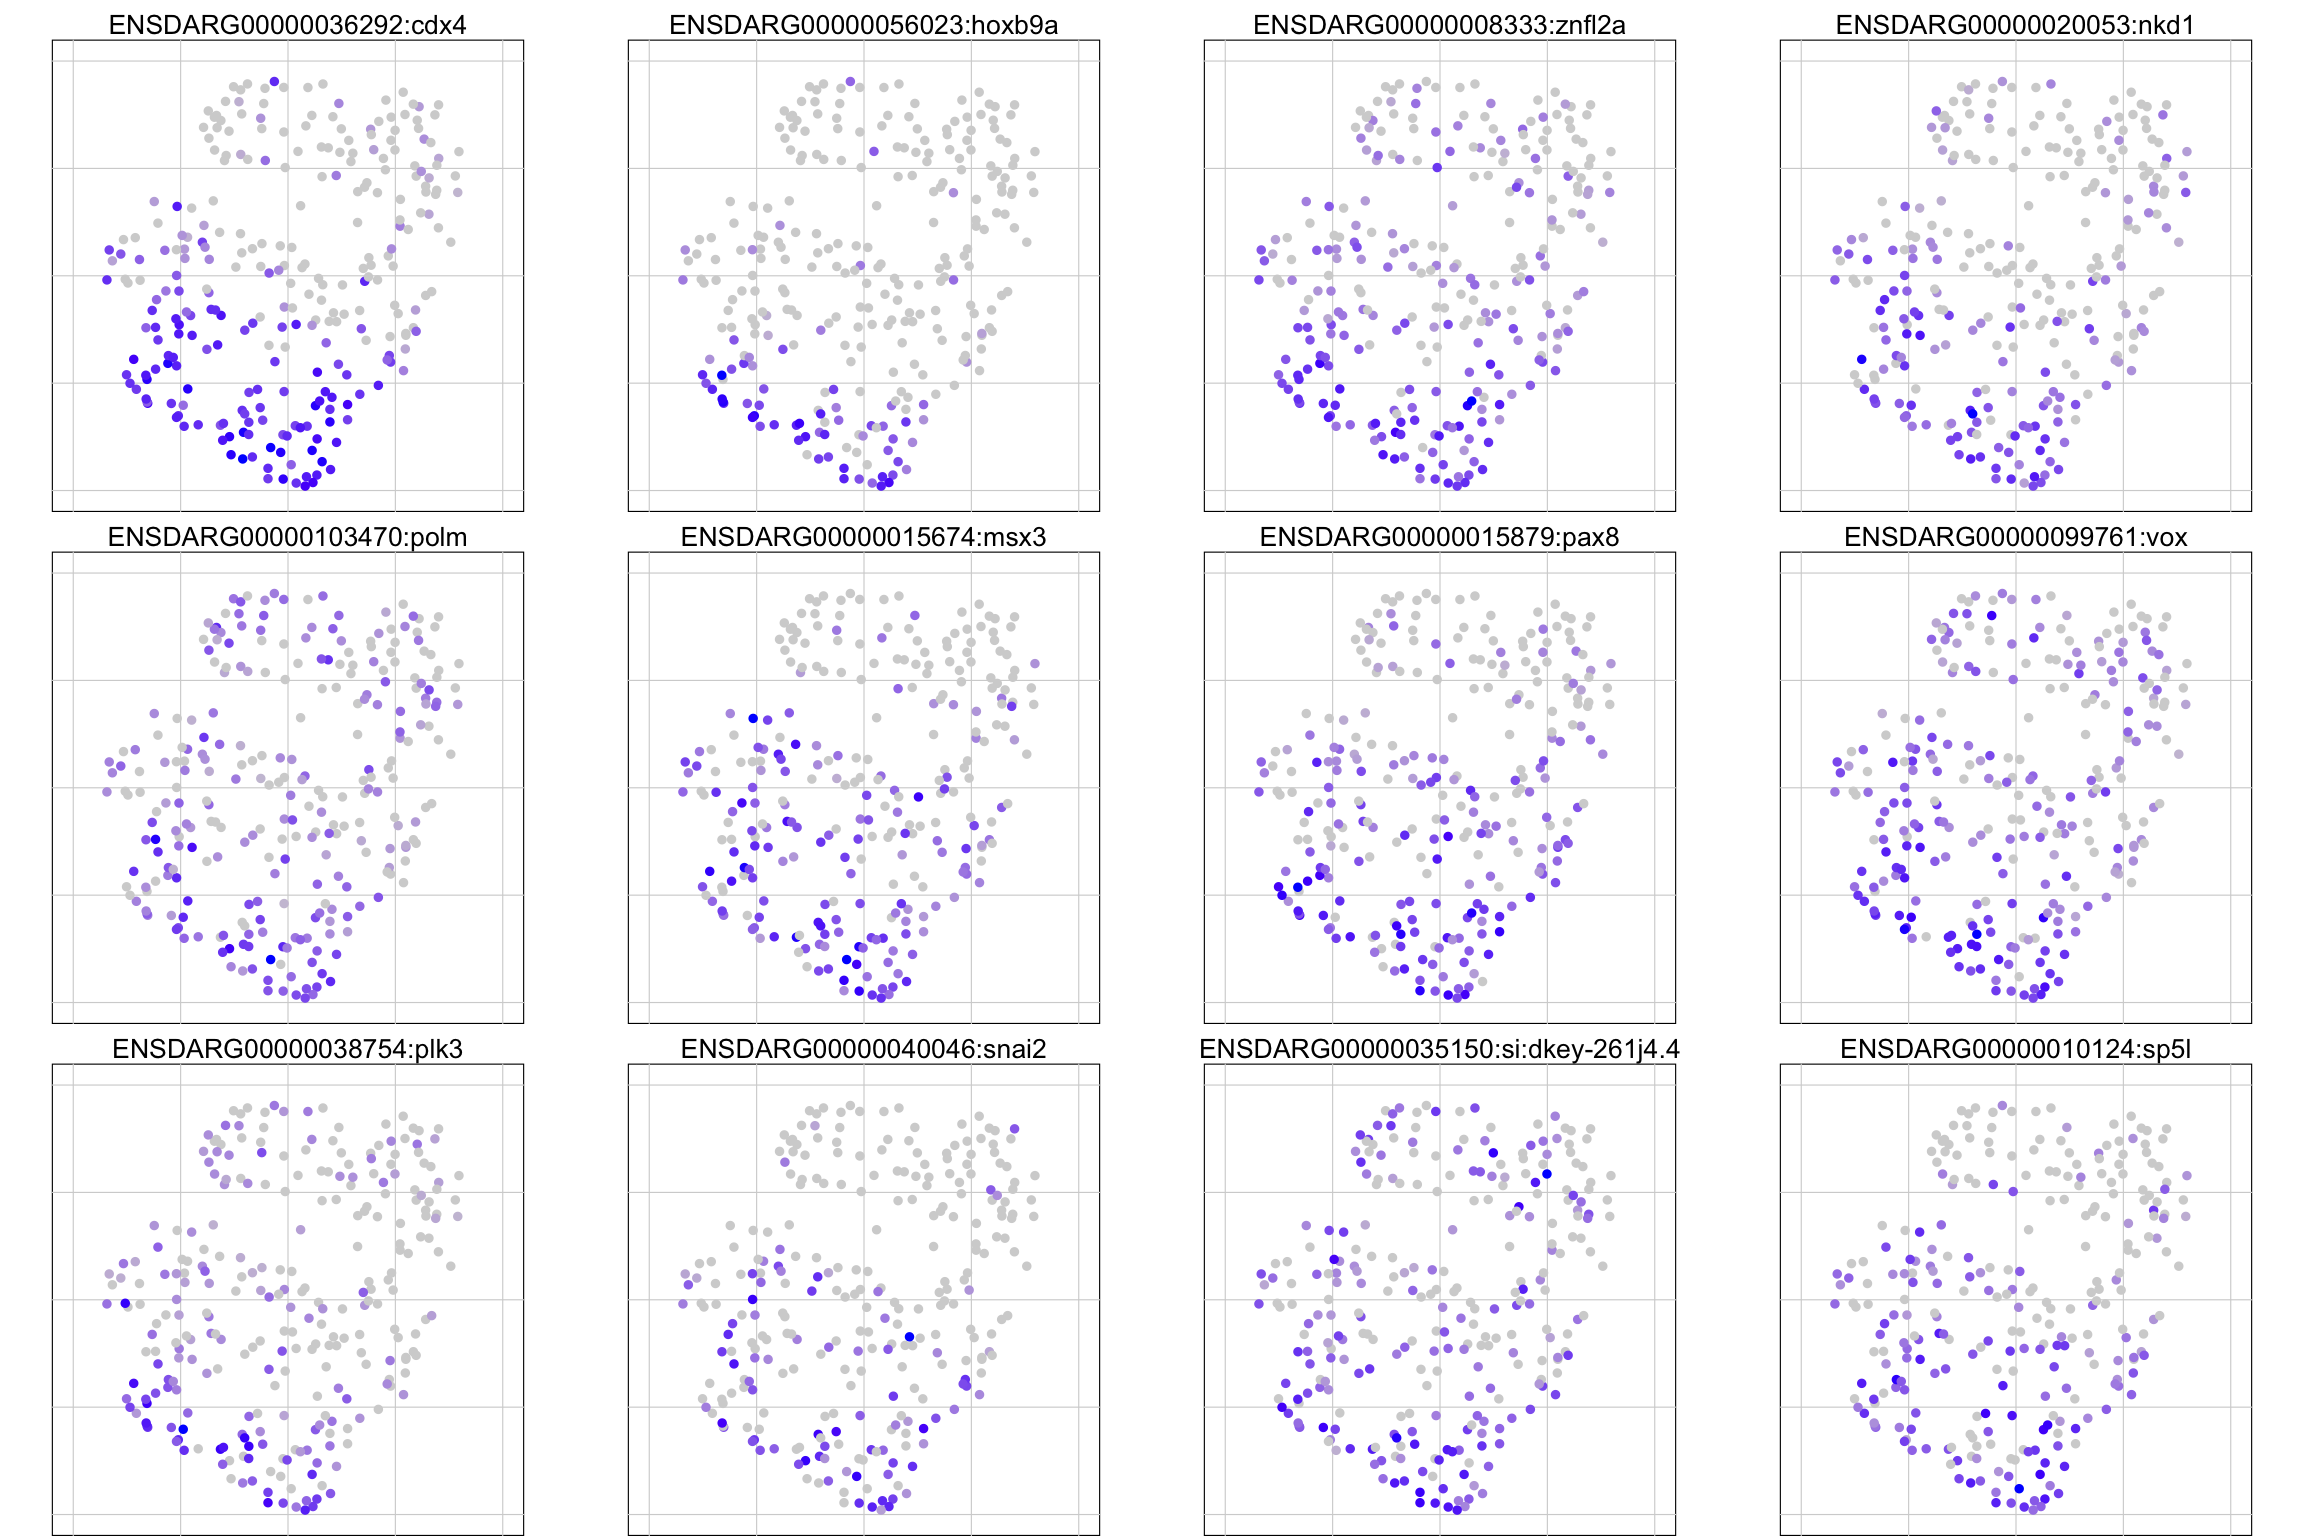 ENSDARG00000036292:cdx4
ENSDARG00000056023:hoxb9a
ENSDARG00000008333:znfl2a
ENSDARG00000020053:nkd1
ENSDARG00000103470:polm
ENSDARG00000015674:msx3
ENSDARG00000015879:pax8
ENSDARG00000099761:vox
ENSDARG00000038754:plk3
ENSDARG00000040046:snai2
ENSDARG00000035150:si:dkey-261j4.4
ENSDARG00000010124:sp5l